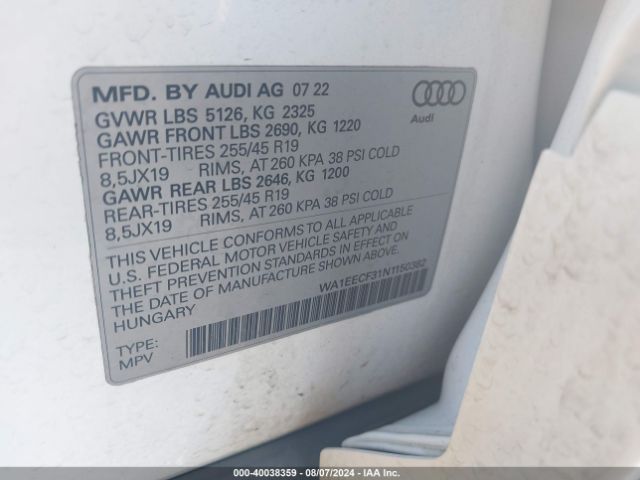 MFD. BY AUDI AG 07 22
GVWR LBS 5126, KG 2325
GAWR FRONT LBS 2690, KG 1220
FRONT-TIRES 255/45 R19
8,5JX19 RIMS, AT 260 KPA 38 PSI COLD
GAWR REAR LBS 2646, KG 1200
REAR-TIRES 255/45 R19
8,5JX19 RIMS, AT 260 KPA 38 PSI COLD
Audi
THIS VEHICLE CONFORMS TO ALL APPLICABLE
U.S. FEDERAL MOTOR VEHICLE SAFETY AND
THEFT PREVENTION STANDARDS IN EFFECT ON
THE DATE OF MANUFACTURE SHOWN ABOVE.
HUNGARY
WA1EECF31N1150382
TYPE:
MPV
000-40038359 - 08/07/2024 - IAA Inc.